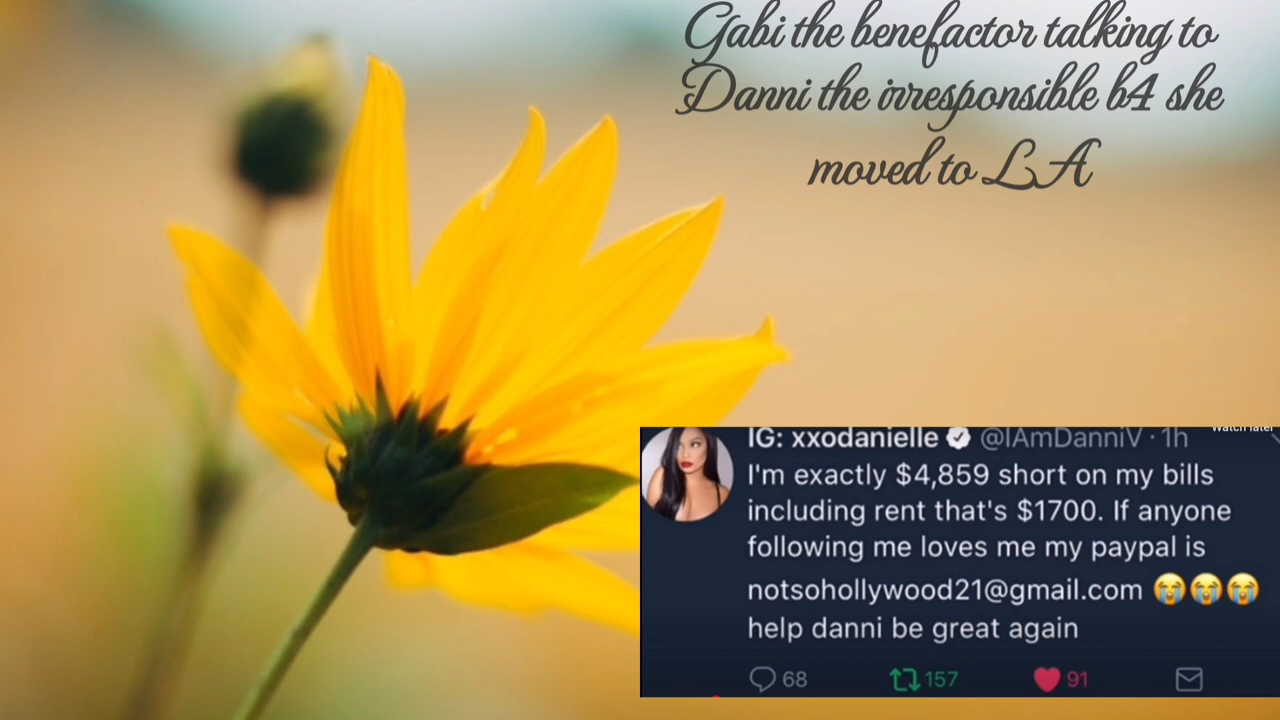 Gabi the benefactor talking to
Danni the irresponsible b4 she
moved to LA
Watch later
IG: xxodanielle @IAmDanniV · 1h
I'm exactly $4,859 short on my bills
including rent that's $1700. If anyone
following me loves me my paypal is
notsohollywood21@gmail.com 😭😭😭
help danni be great again
68 157 91